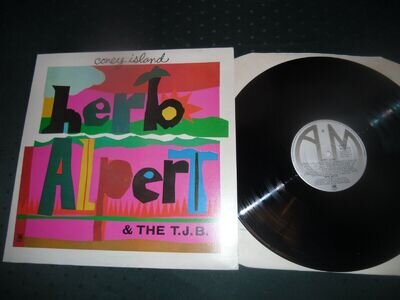 coney island
herb
Alpert
& THE T.J.B.
A&M